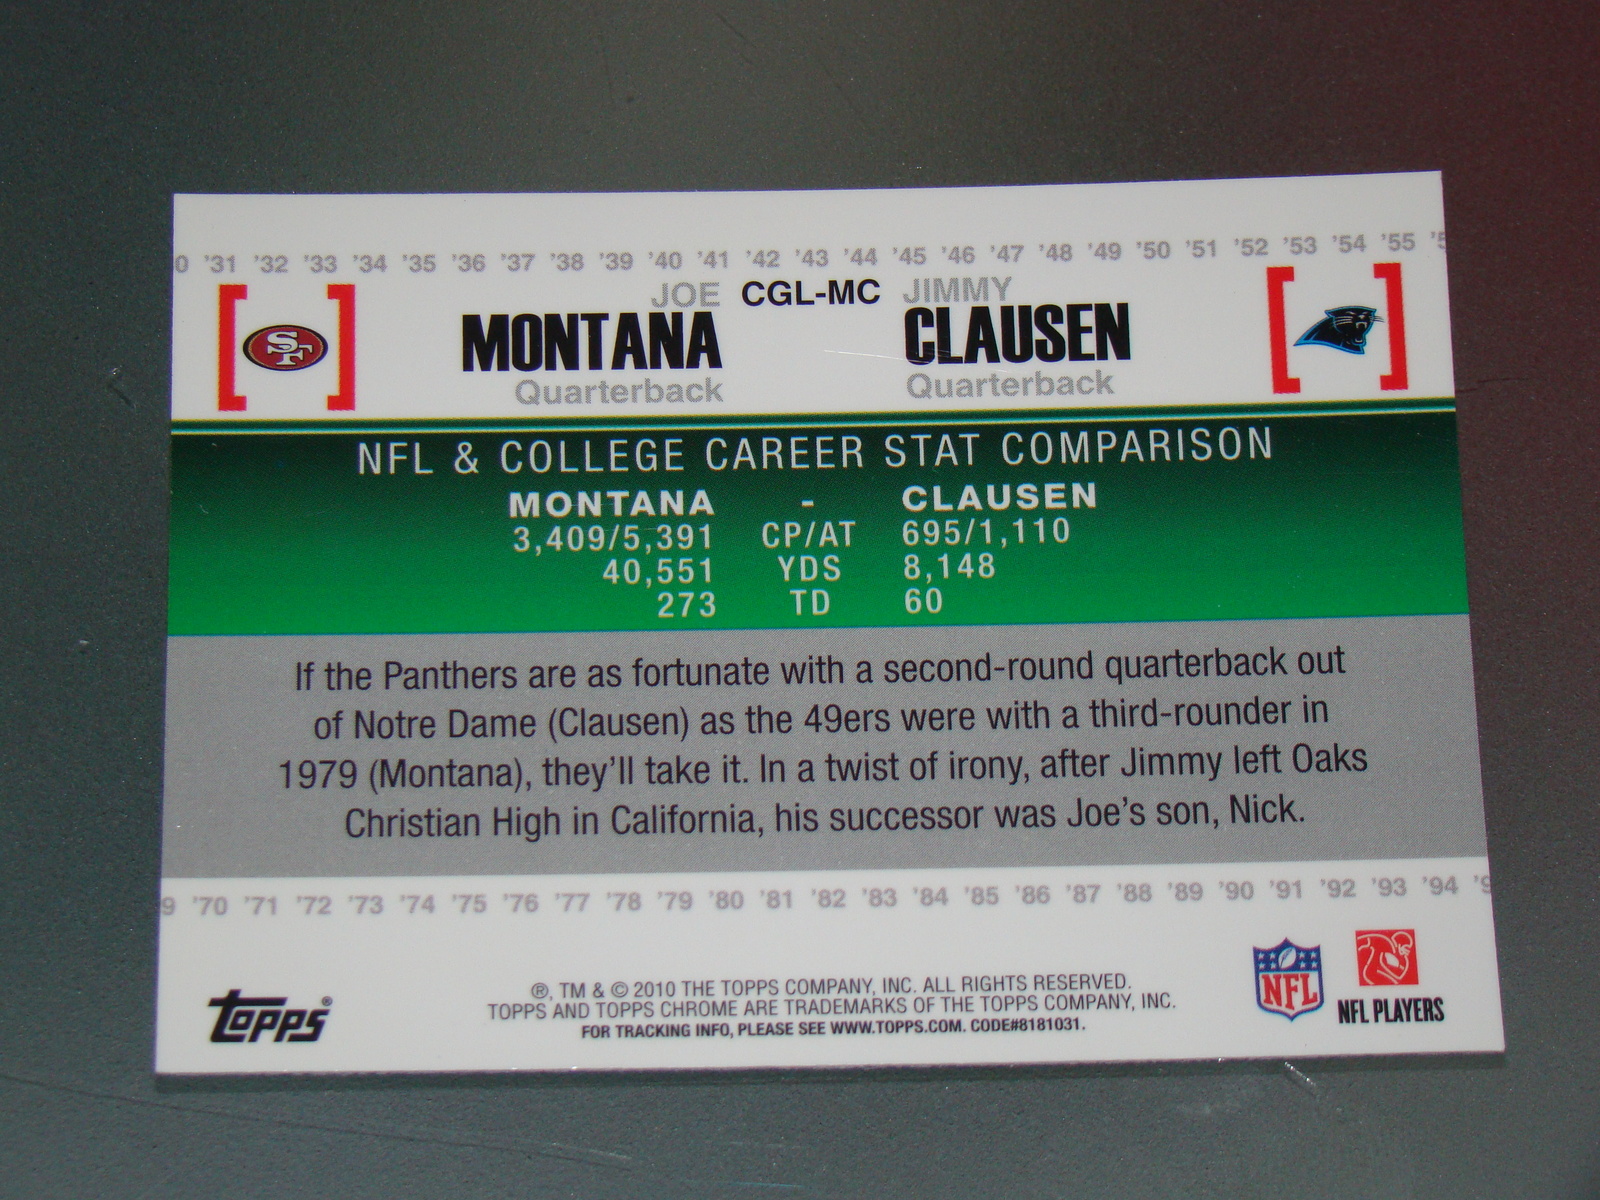 0 '31 '32 '33 '34 '35 '36 '37 '38 '39 '40 '41 '42 '43 '44 '45 '46 '47 '48 '49 '50 '51 '52 '53 '54 '55
JOE CGL-MC JIMMY
SF MONTANA CLAUSEN
Quarterback Quarterback
NFL & COLLEGE CAREER STAT COMPARISON
MONTANA - CLAUSEN
3,409/5,391 CP/AT 695/1,110
40,551 YDS 8,148
273 TD 60
If the Panthers are as fortunate with a second-round quarterback out
of Notre Dame (Clausen) as the 49ers were with a third-rounder in
1979 (Montana), they'll take it. In a twist of irony, after Jimmy left Oaks
Christian High in California, his successor was Joe's son, Nick.
9 '70 '71 '72 '73 '74 '75 '76 '77 '78 '79 '80 '81 '82 '83 '84 '85 '86 '87 '88 '89 '90 '91 '92 '93 '94
Topps®
®, TM & © 2010 THE TOPPS COMPANY, INC. ALL RIGHTS RESERVED.
TOPPS AND TOPPS CHROME ARE TRADEMARKS OF THE TOPPS COMPANY, INC.
FOR TRACKING INFO, PLEASE SEE WWW.TOPPS.COM. CODE#8181031.
NFL
NFL PLAYERS